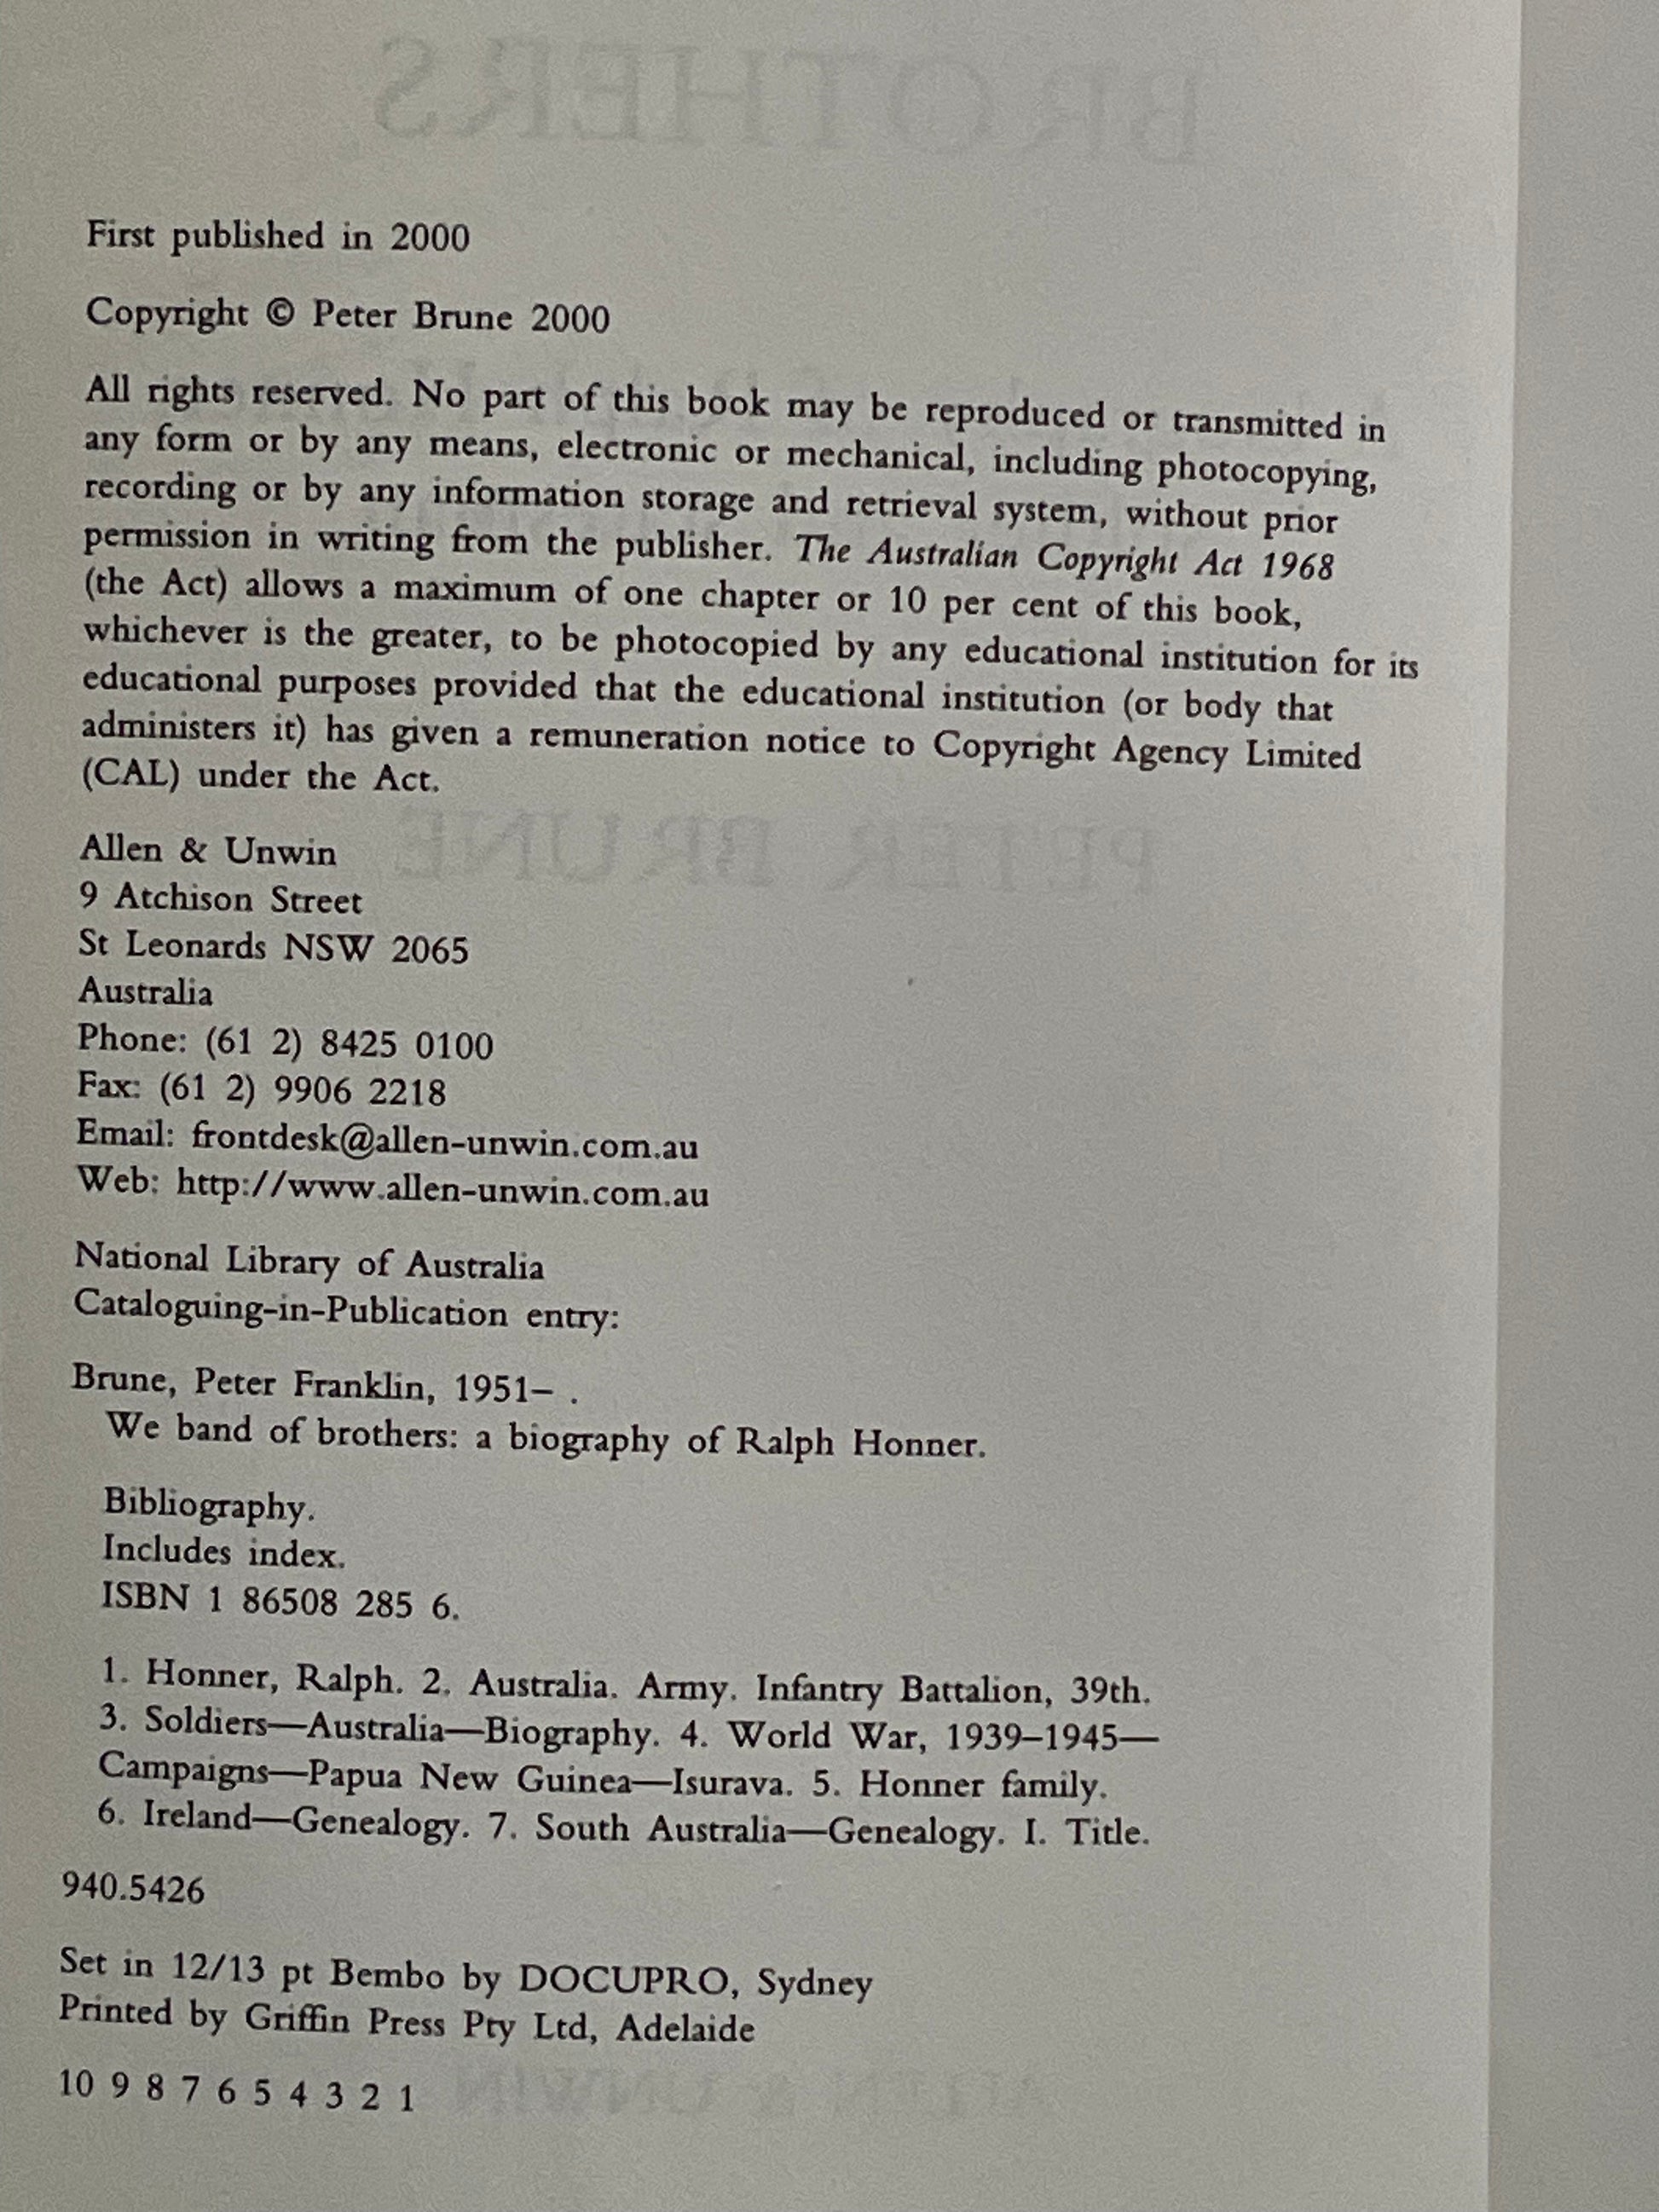 BROTHERS
First published in 2000
Copyright © Peter Brune 2000
All rights reserved. No part of this book may be reproduced or transmitted in
any form or by any means, electronic or mechanical, including photocopying,
recording or by any information storage and retrieval system, without prior
permission in writing from the publisher. The Australian Copyright Act 1968
(the Act) allows a maximum of one chapter or 10 per cent of this book,
whichever is the greater, to be photocopied by any educational institution for its
educational purposes provided that the educational institution (or body that
administers it) has given a remuneration notice to Copyright Agency Limited
(CAL) under the Act.
PETER BRUNE
Allen & Unwin
9 Atchison Street
St Leonards NSW 2065
Australia
Phone: (61 2) 8425 0100
Fax: (61 2) 9906 2218
Email: frontdesk@allen-unwin.com.au
Web: http://www.allen-unwin.com.au
National Library of Australia
Cataloguing-in-Publication entry:
Brune, Peter Franklin, 1951– .
We band of brothers: a biography of Ralph Honner.
Bibliography.
Includes index.
ISBN 1 86508 285 6.
1. Honner, Ralph. 2. Australia. Army. Infantry Battalion, 39th.
3. Soldiers—Australia—Biography. 4. World War, 1939–1945—
Campaigns—Papua New Guinea—Isurava. 5. Honner family.
6. Ireland—Genealogy. 7. South Australia—Genealogy. I. Title.
940.5426
Set in 12/13 pt Bembo by DOCUPRO, Sydney
Printed by Griffin Press Pty Ltd, Adelaide
10 9 8 7 6 5 4 3 2 1